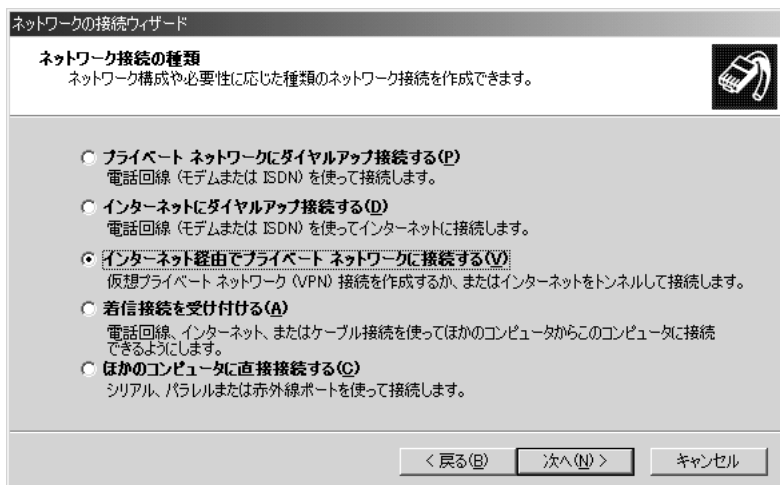 ネットワークの接続ウィザード
ネットワーク接続の種類
ネットワーク構成や必要性に応じた種類のネットワーク接続を作成できます。
プライベート ネットワークにダイヤルアップ接続する(P)
電話回線 (モデムまたは ISDN) を使って接続します。
インターネットにダイヤルアップ接続する(D)
電話回線 (モデムまたは ISDN) を使ってインターネットに接続します。
インターネット経由でプライベート ネットワークに接続する(V)
仮想プライベート ネットワーク (VPN) 接続を作成するか、またはインターネットをトンネルして接続します。
着信接続を受け付ける(A)
電話回線、インターネット、またはケーブル接続を使ってほかのコンピュータからこのコンピュータに接続
できるようにします。
ほかのコンピュータに直接接続する(C)
シリアル、パラレルまたは赤外線ポートを使って接続します。
< 戻る(B) 次へ(N) > キャンセル